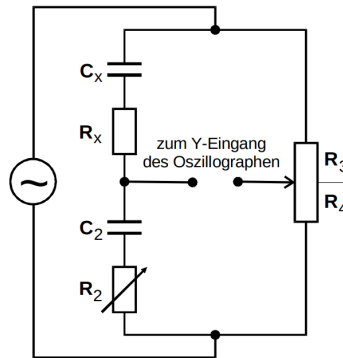 Cx
Rx
zum Y-Eingang
des Oszillographen
R3
R4
C2
R2
~